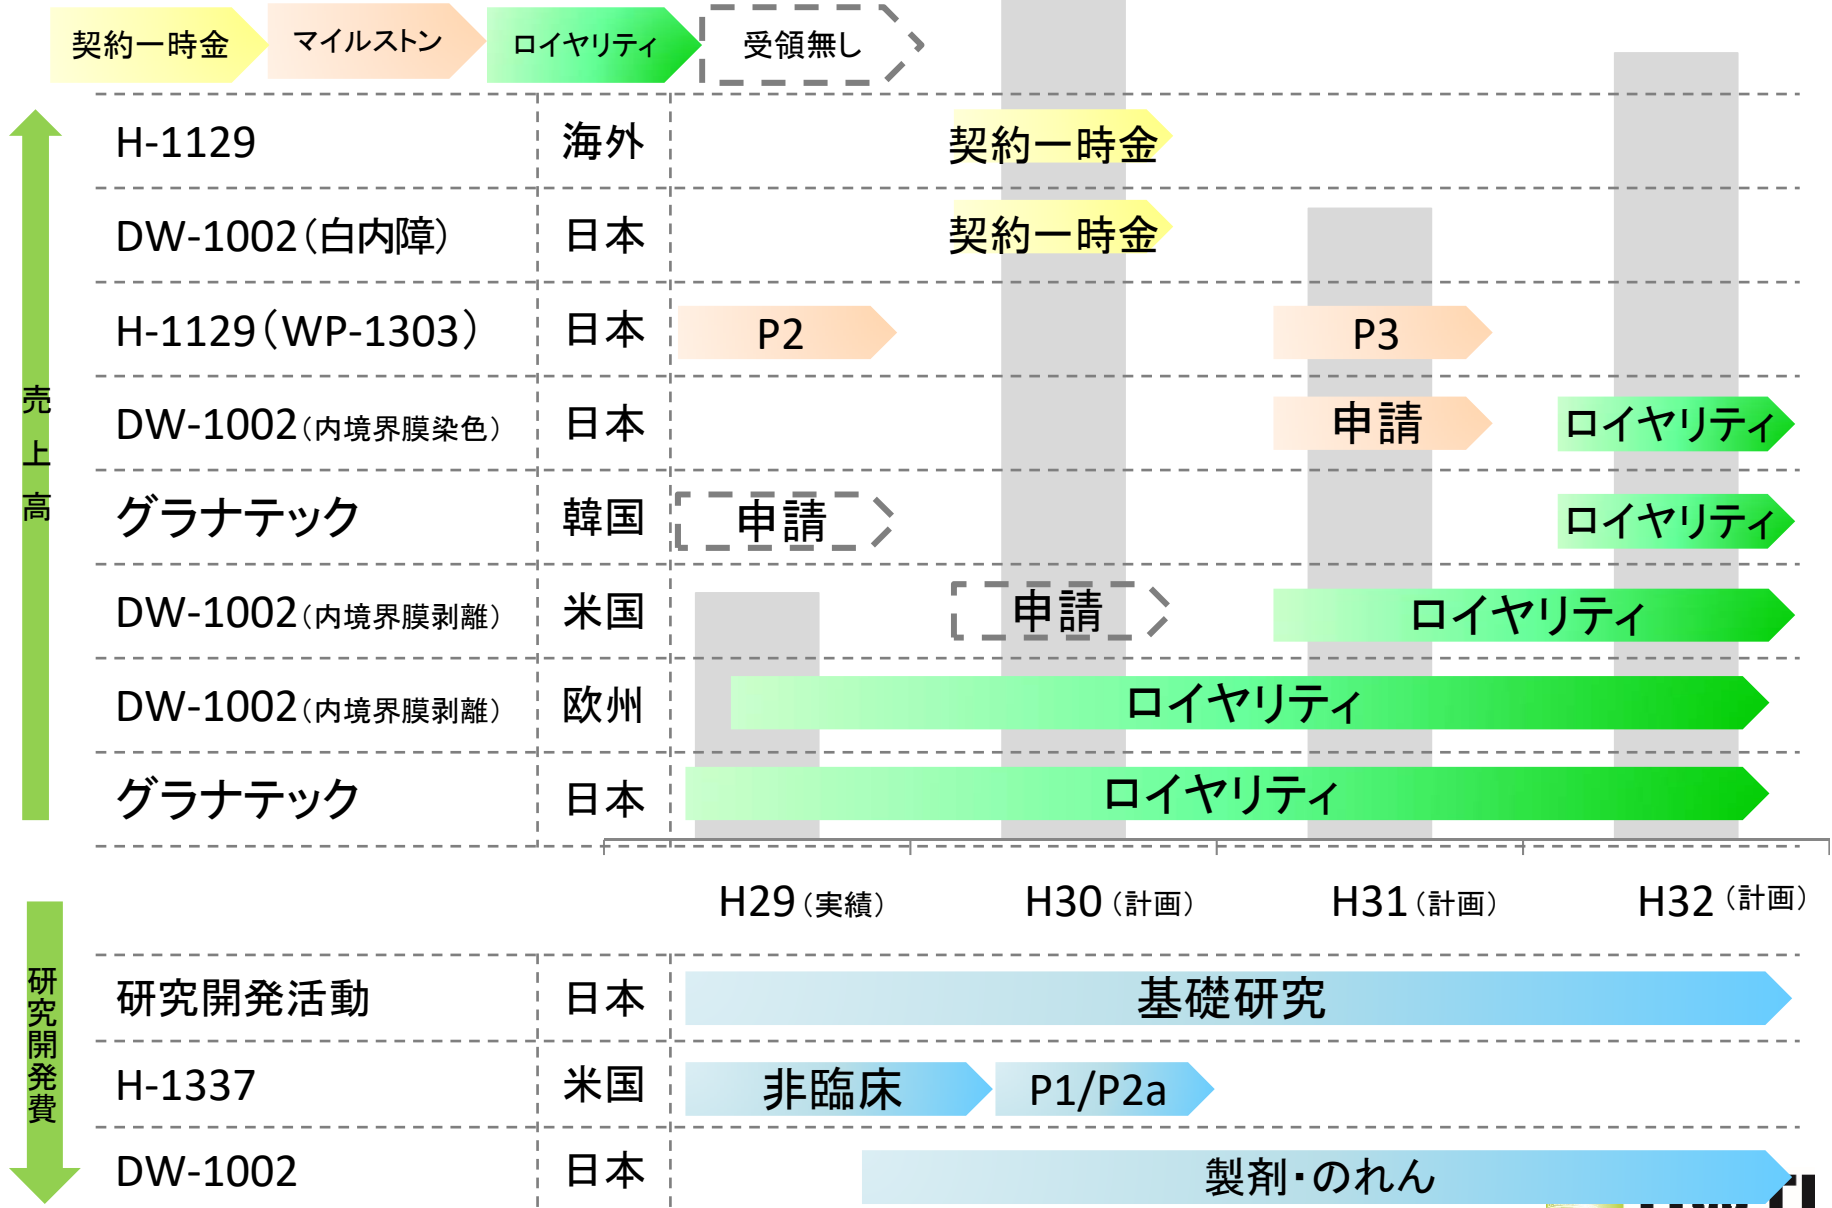 契約一時金 マイルストン ロイヤリティ 受領無し
H-1129 海外 契約一時金
DW-1002（白内障） 日本 契約一時金
H-1129（WP-1303） 日本 P2 P3
DW-1002（内境界膜染色） 日本 申請 ロイヤリティ
グラナテック 韓国 申請 ロイヤリティ
DW-1002（内境界膜剥離） 米国 申請 ロイヤリティ
DW-1002（内境界膜剥離） 欧州 ロイヤリティ
グラナテック 日本 ロイヤリティ
売上高
H29（実績） H30（計画） H31（計画） H32（計画）
研究開発費
研究開発活動 日本 基礎研究
H-1337 米国 非臨床 P1/P2a
DW-1002 日本 製剤・のれん